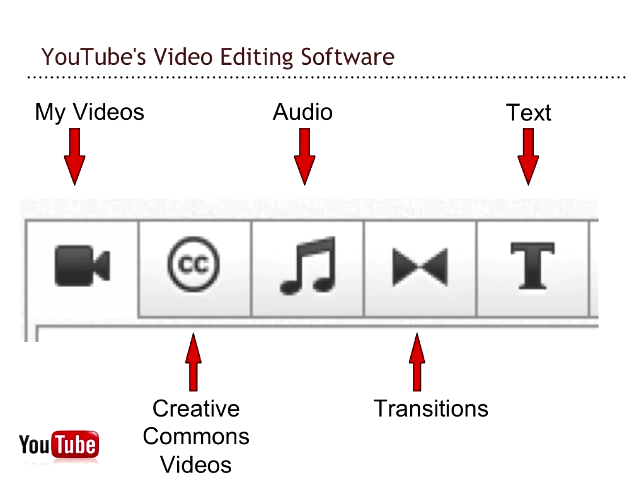 YouTube's Video Editing Software
My Videos
Audio
Text
CC
T
Creative
Commons
Videos
Transitions
YouTube